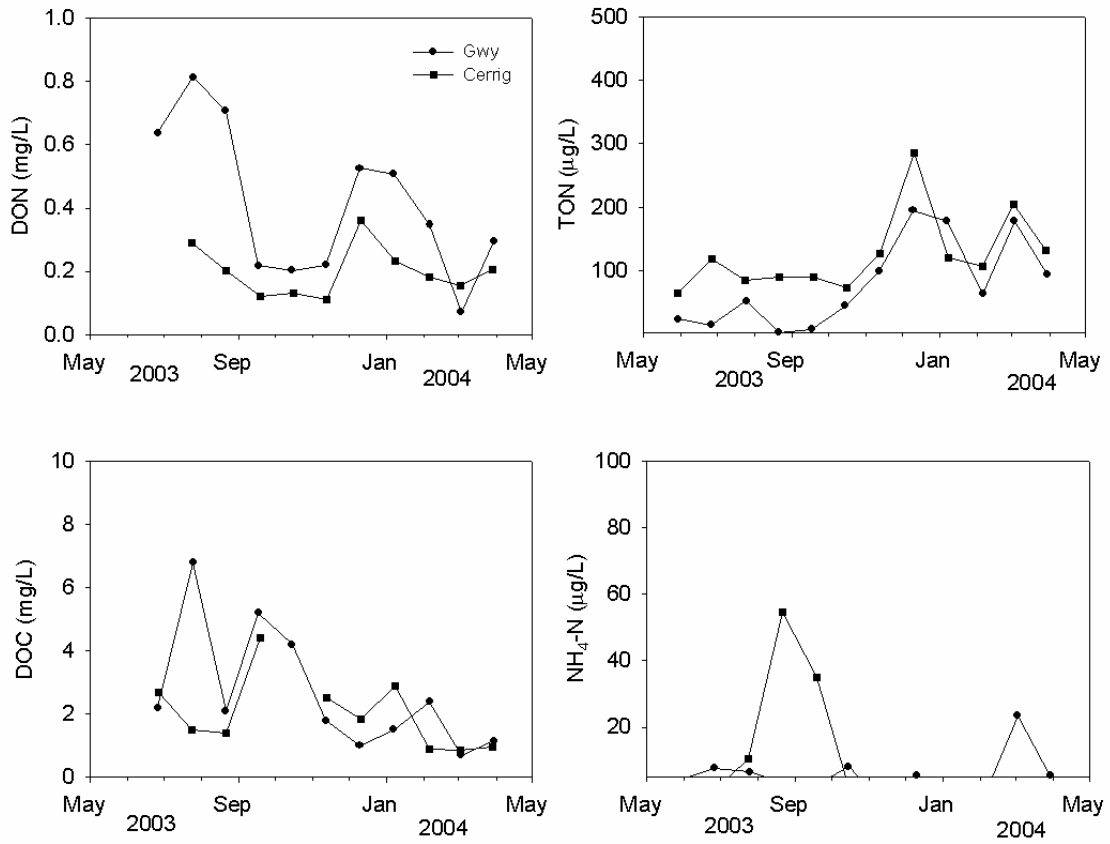 1.0
0.8
0.6
0.4
0.2
0.0
DON (mg/L)
Gwy
Cerrig
May
Sep
Jan
May
2003
2004
500
400
300
200
100
TON (µg/L)
May
Sep
Jan
May
2003
2004
10
8
6
4
2
0
DOC (mg/L)
May
Sep
Jan
May
2003
2004
100
80
60
40
20
NH₄-N (µg/L)
May
Sep
Jan
May
2003
2004